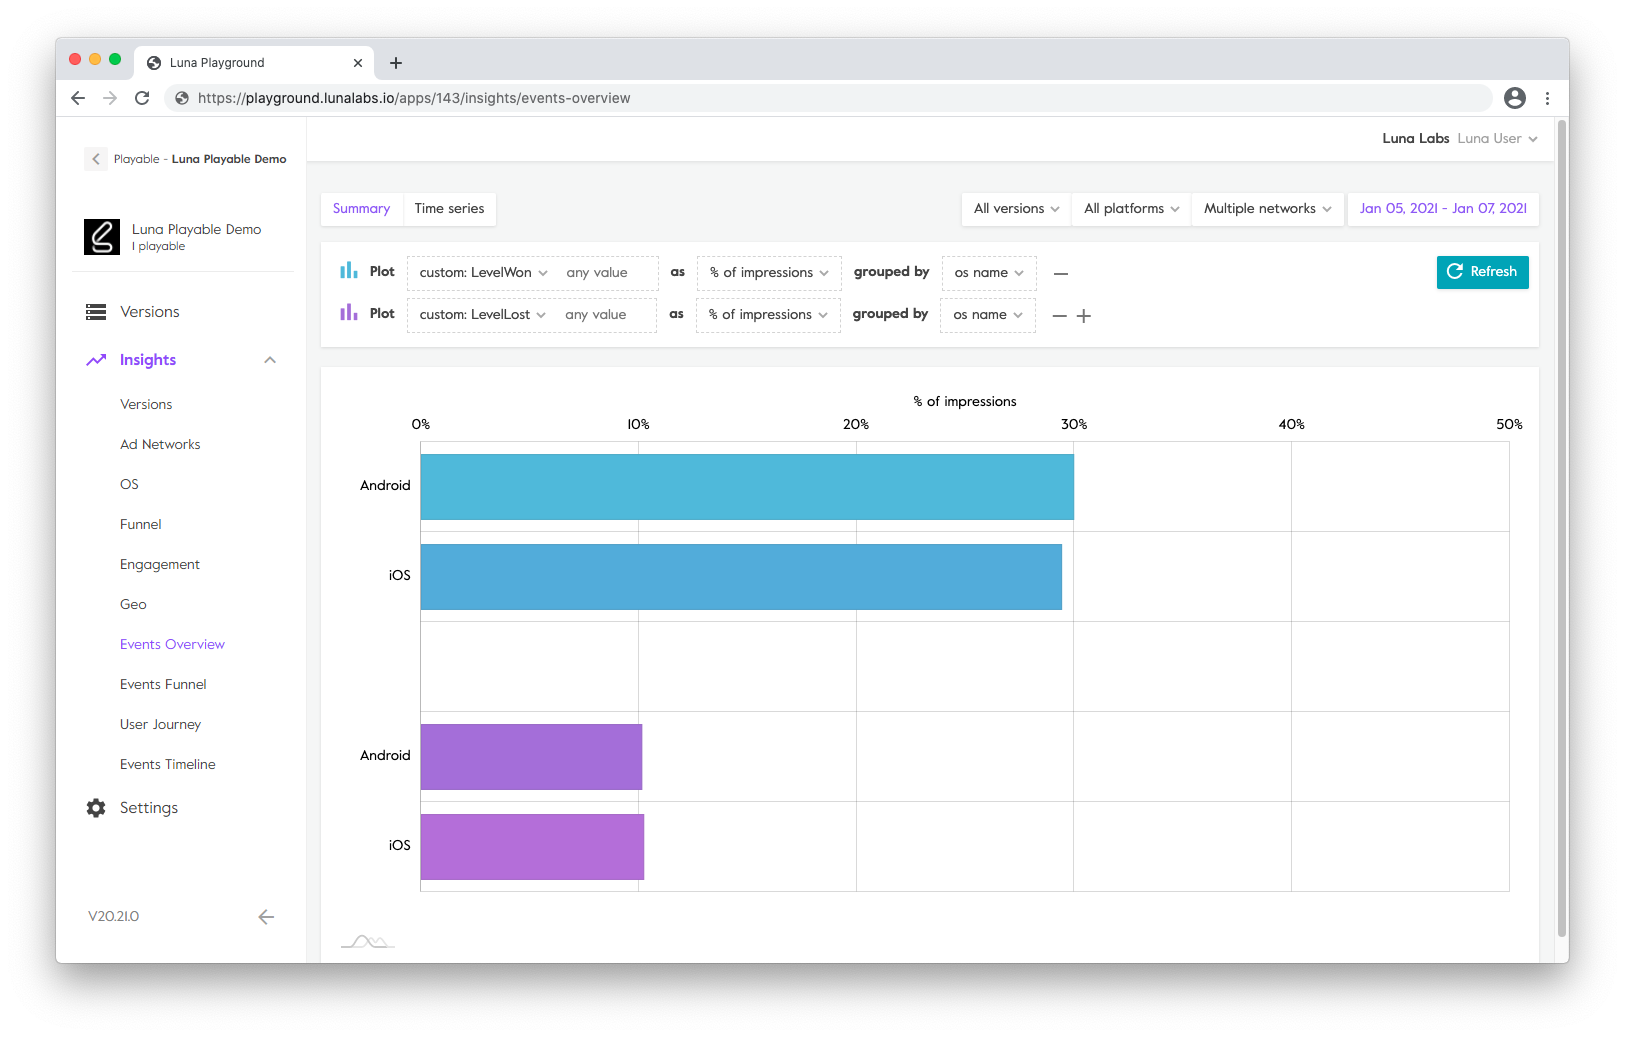 Luna Playground
https://playground.lunalabs.io/apps/143/insights/events-overview
Luna Labs Luna User
Playable - Luna Playable Demo
Luna Playable Demo
1 playable
Versions
Insights
Versions
Ad Networks
OS
Funnel
Engagement
Geo
Events Overview
Events Funnel
User Journey
Events Timeline
Settings
V20.21.0
Summary Time series All versions All platforms Multiple networks Jan 05, 2021 - Jan 07, 2021
Plot custom: LevelWon any value as % of impressions grouped by os name Refresh
Plot custom: LevelLost any value as % of impressions grouped by os name
% of impressions
0% 10% 20% 30% 40% 50%
Android
iOS
Android
iOS